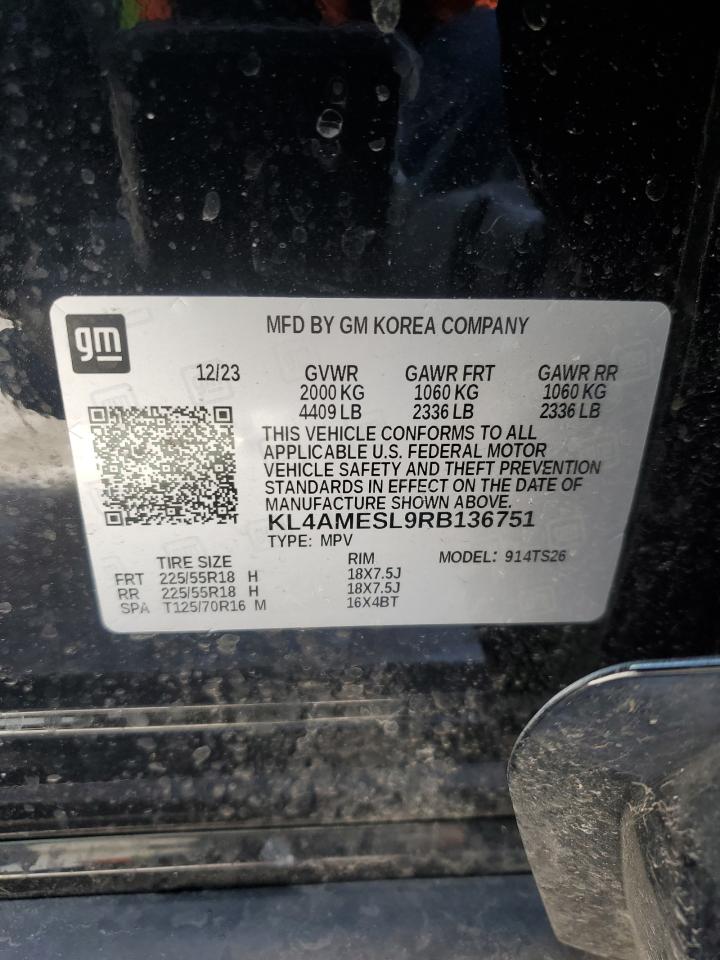 gm
MFD BY GM KOREA COMPANY
12/23 GVWR GAWR FRT GAWR RR
2000 KG 1060 KG 1060 KG
4409 LB 2336 LB 2336 LB
THIS VEHICLE CONFORMS TO ALL
APPLICABLE U.S. FEDERAL MOTOR
VEHICLE SAFETY AND THEFT PREVENTION
STANDARDS IN EFFECT ON THE DATE OF
MANUFACTURE SHOWN ABOVE.
KL4AMESL9RB136751
TYPE: MPV
TIRE SIZE RIM MODEL: 914TS26
FRT 225/55R18 H 18X7.5J
RR 225/55R18 H 18X7.5J
SPA T125/70R16 M 16X4BT